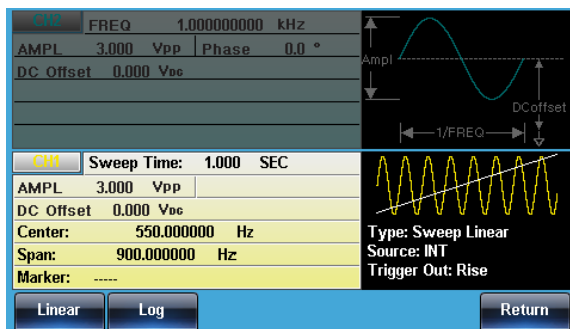 CH2 FREQ 1.000000000 kHz
AMPL 3.000 Vpp Phase 0.0 °
DC Offset 0.000 VDC
Ampl
DCoffset
1/FREQ
CH1 Sweep Time: 1.000 SEC
AMPL 3.000 Vpp
DC Offset 0.000 VDC
Center: 550.000000 Hz
Span: 900.000000 Hz
Marker: -----
Type: Sweep Linear
Source: INT
Trigger Out: Rise
Linear Log Return